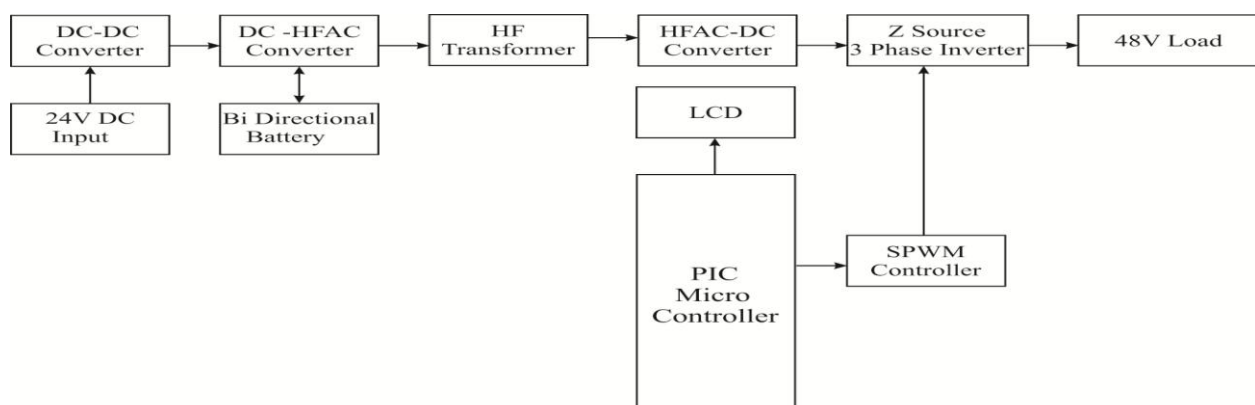 DC-DC
Converter
DC -HFAC
Converter
HF
Transformer
HFAC-DC
Converter
Z Source
3 Phase Inverter
48V Load
24V DC
Input
Bi Directional
Battery
LCD
PIC
Micro
Controller
SPWM
Controller